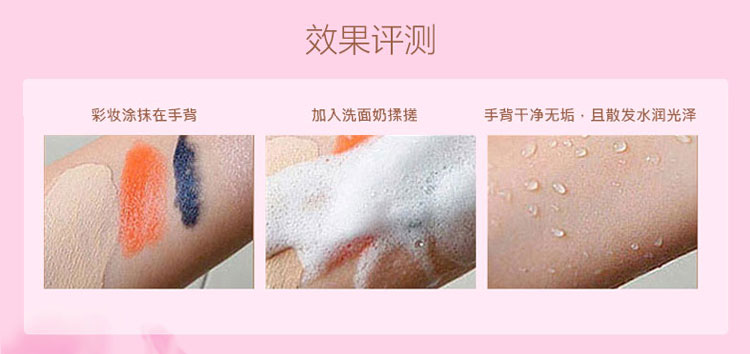 效果评测
彩妆涂抹在手背
加入洗面奶揉搓
手背干净无垢，且散发水润光泽